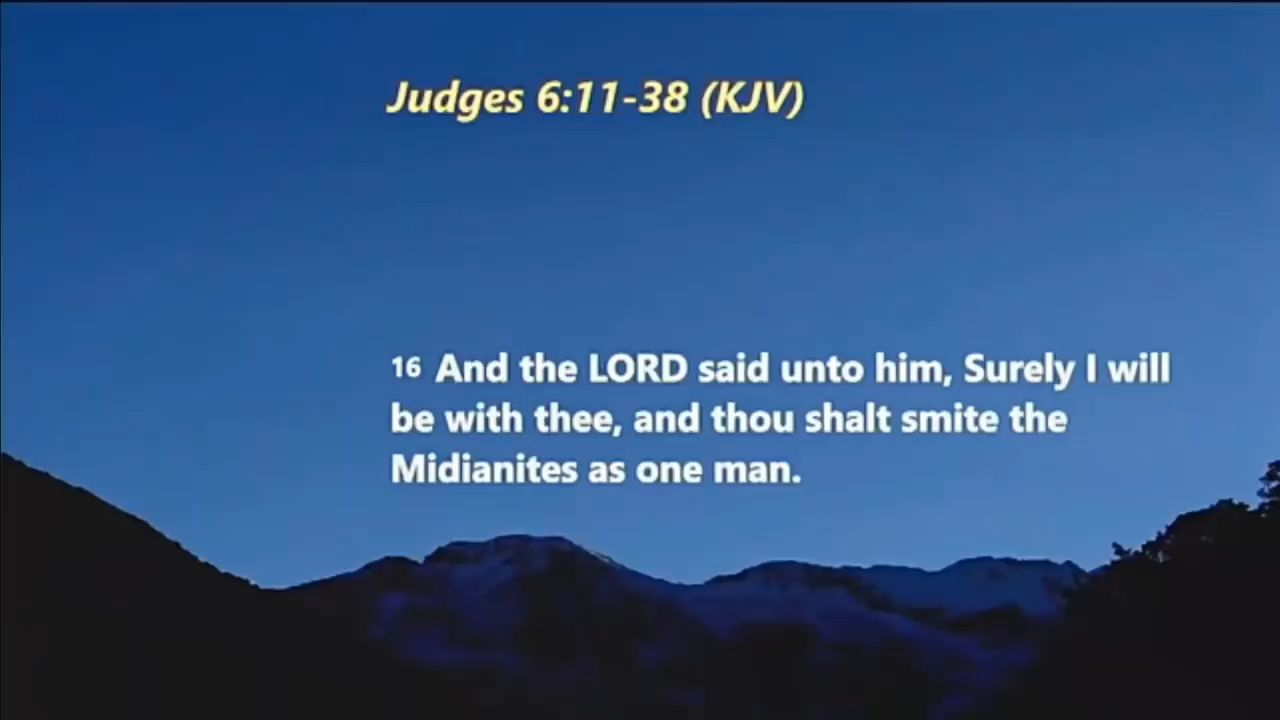 Judges 6:11-38 (KJV)
16 And the LORD said unto him, Surely I will
be with thee, and thou shalt smite the
Midianites as one man.